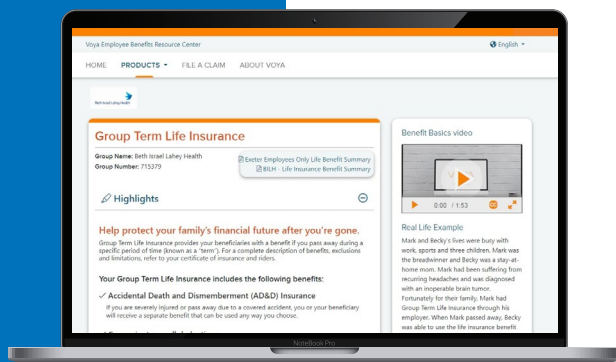 Voya Employee Benefits Resource Center
English
HOME PRODUCTS FILE A CLAIM ABOUT VOYA
Beth Israel Lahey Health
Group Term Life Insurance
Group Name: Beth Israel Lahey Health
Group Number: 715379
Exeter Employees Only Life Benefit Summary
BILH - Life Insurance Benefit Summary
Highlights
Help protect your family's financial future after you're gone.
Group Term Life Insurance provides your beneficiaries with a benefit if you pass away during a
specific period of time (known as a "term"). For a complete description of benefits, exclusions
and limitations, refer to your certificate of insurance and riders.
Your Group Term Life Insurance includes the following benefits:
✓ Accidental Death and Dismemberment (AD&D) Insurance
If you are severely injured or pass away due to a covered accident, you or your beneficiary
will receive a separate benefit that can be used any way you choose.
Benefit Basics video
0:00 / 1:53
CC
Real Life Example
Mark and Becky's lives were busy with
work, sports and three children. Mark was
the breadwinner and Becky was a stay-at-
home mom. Mark had been suffering from
recurring headaches and was diagnosed
with an inoperable brain tumor.
Fortunately for their family, Mark had
Group Term Life Insurance through his
employer. When Mark passed away, Becky
was able to use the life insurance benefit
NoteBook Pro